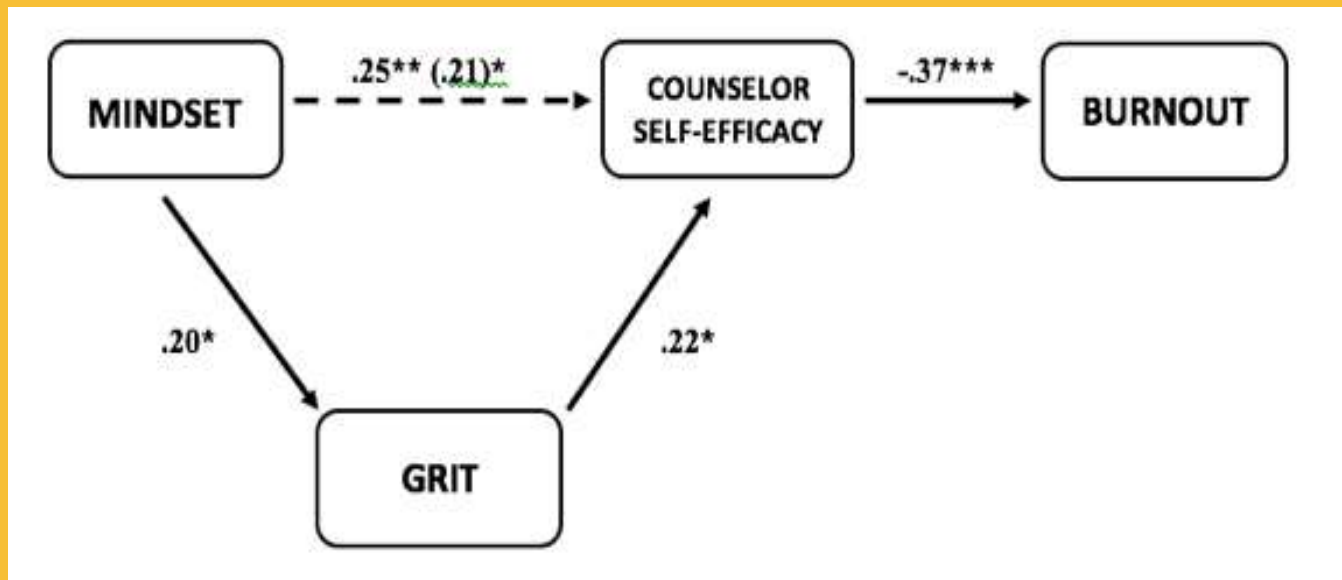 .25** (.21)*
-.37***
MINDSET
COUNSELOR
SELF-EFFICACY
BURNOUT
.20*
.22*
GRIT